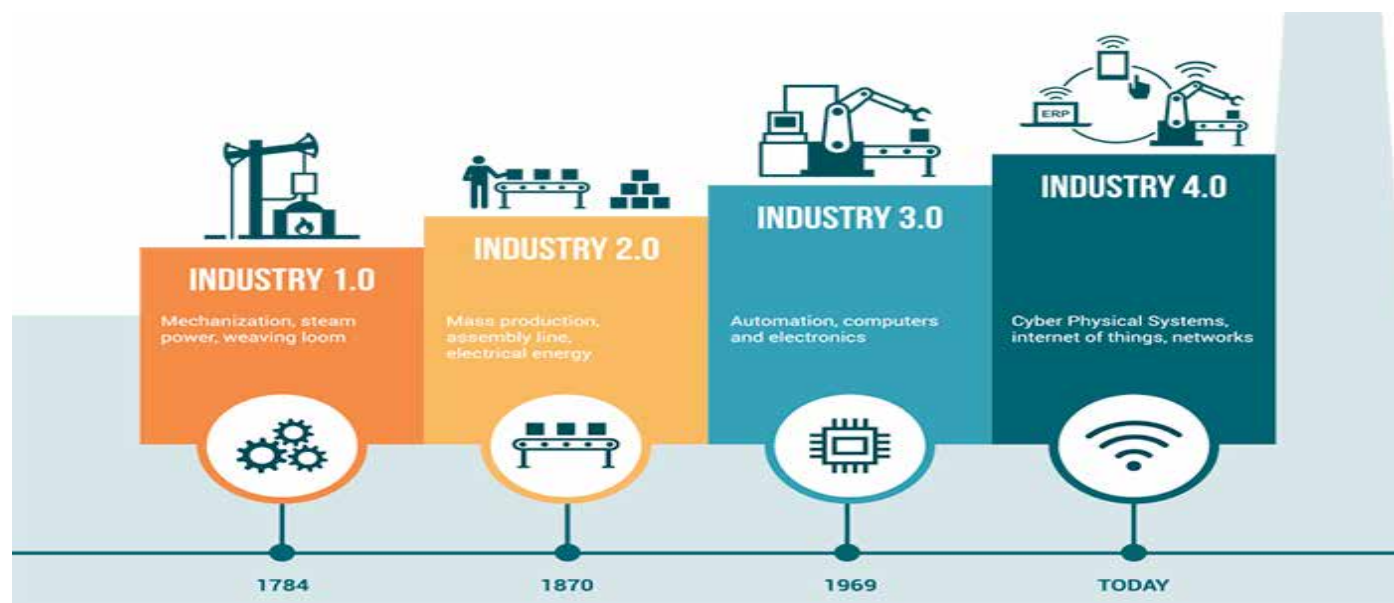 ERP
INDUSTRY 1.0
Mechanization, steam
power, weaving loom
INDUSTRY 2.0
Mass production,
assembly line,
electrical energy
INDUSTRY 3.0
Automation, computers
and electronics
INDUSTRY 4.0
Cyber Physical Systems,
internet of things, networks
1784
1870
1969
TODAY